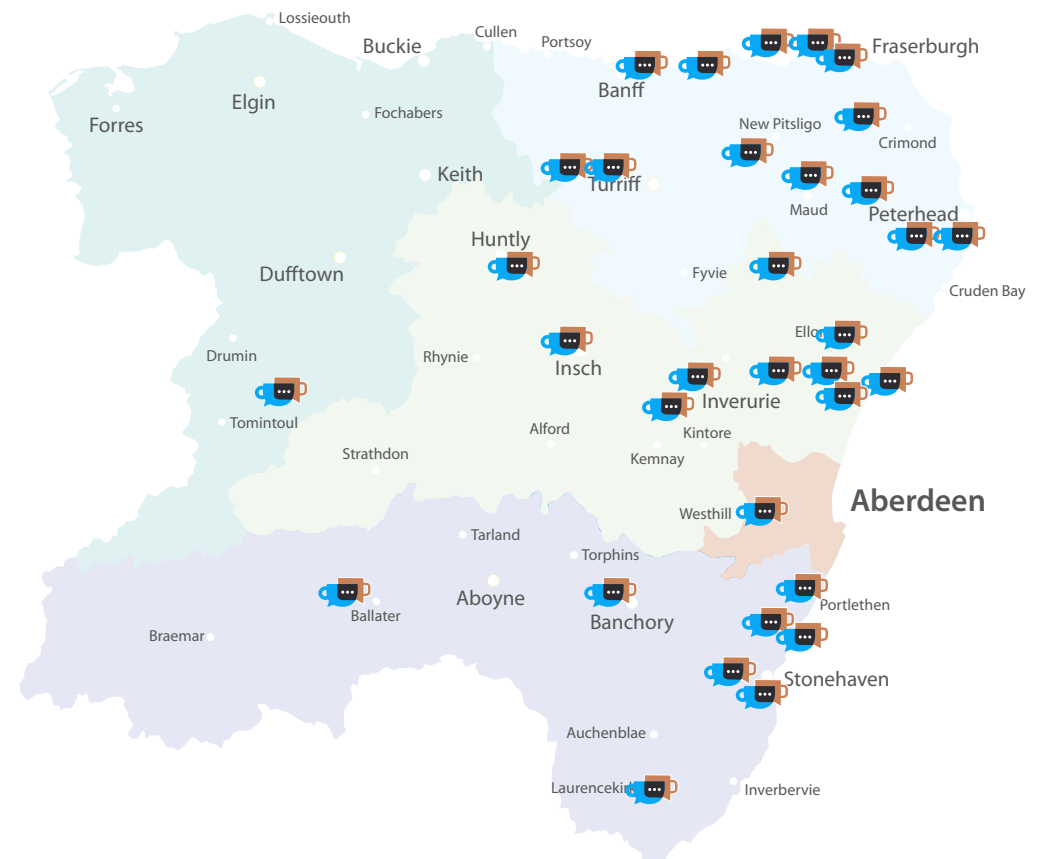 Lossieouth
Cullen
Portsoy
Buckie
Fraserburgh
Banff
Elgin
Fochabers
Forres
New Pitsligo
Crimond
Keith
Turriff
Maud
Peterhead
Huntly
Dufftown
Fyvie
Cruden Bay
Drumin
Rhynie
Insch
Inverurie
Tomintoul
Alford
Kintore
Strathdon
Kemnay
Aberdeen
Westhill
Tarland
Torphins
Aboyne
Portlethen
Ballater
Banchory
Braemar
Stonehaven
Auchenblae
Inverbervie